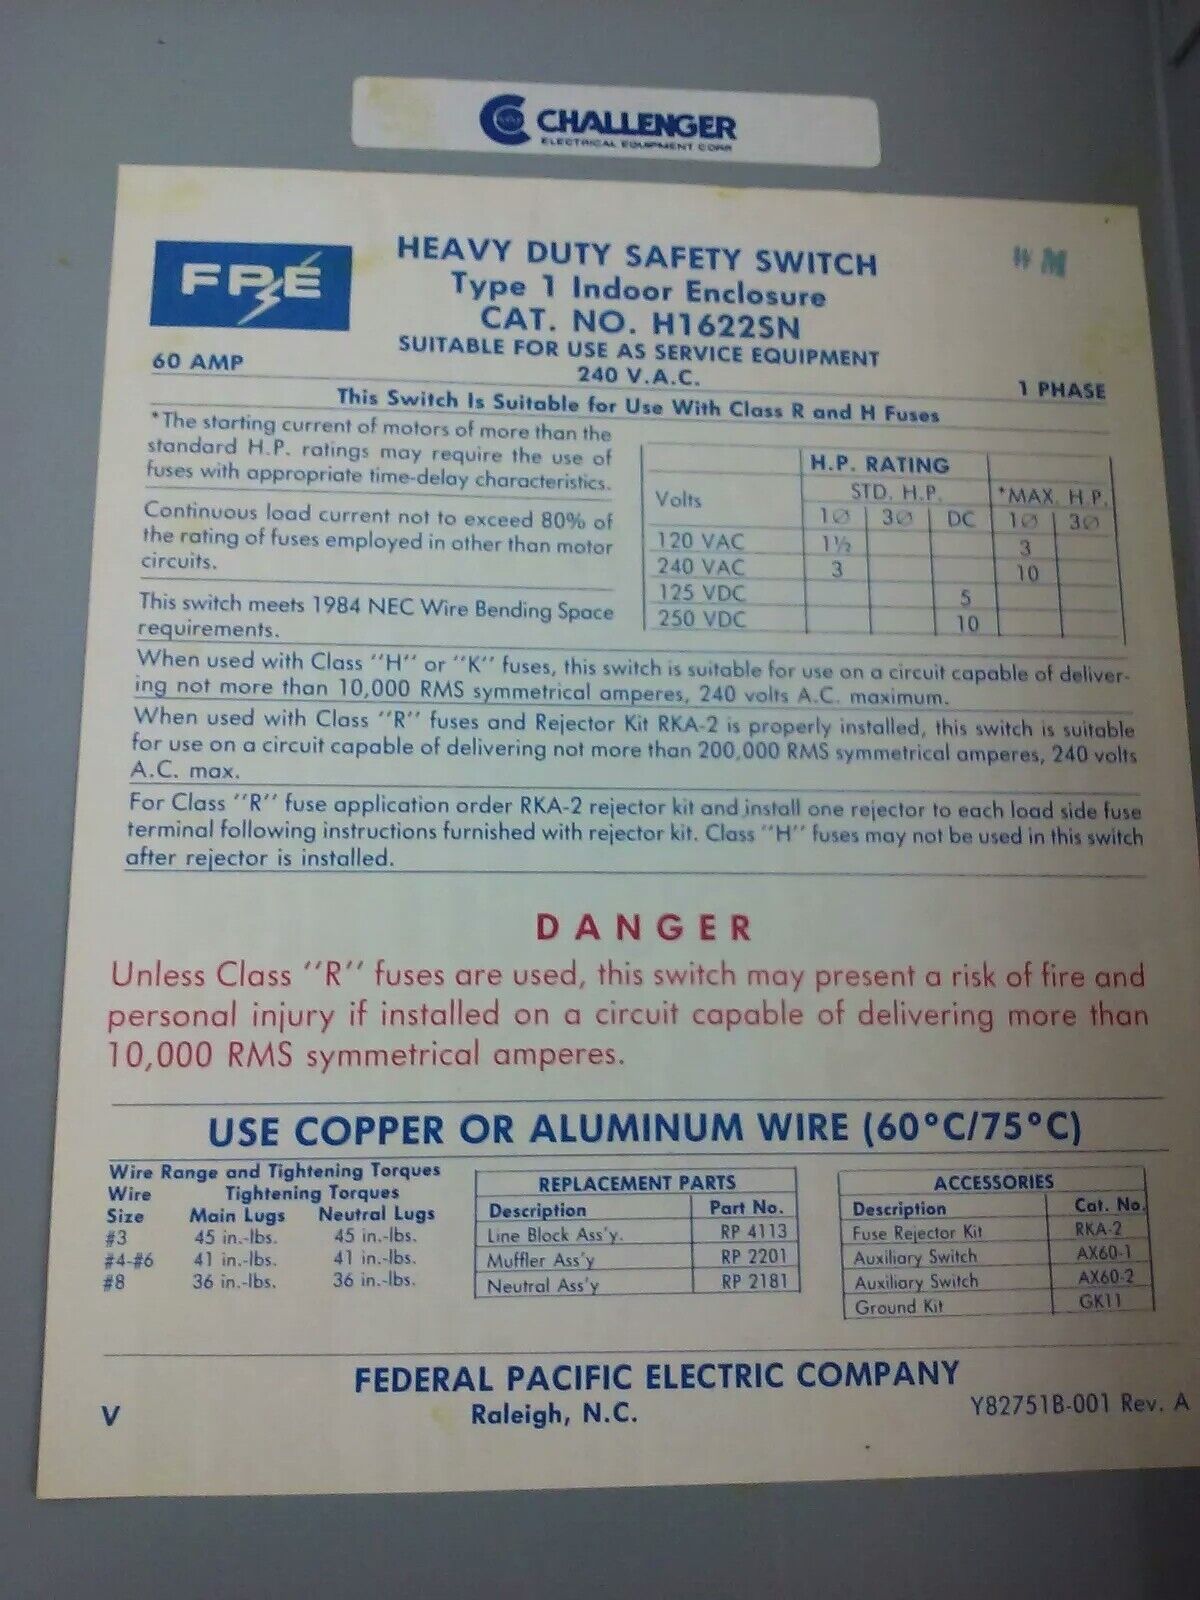 CHALLENGER
ELECTRICAL EQUIPMENT CORP.
FPE
HEAVY DUTY SAFETY SWITCH
Type 1 Indoor Enclosure
CAT. NO. H1622SN
SUITABLE FOR USE AS SERVICE EQUIPMENT
WM
60 AMP
240 V.A.C.
1 PHASE
This Switch Is Suitable for Use With Class R and H Fuses
*The starting current of motors of more than the
standard H.P. ratings may require the use of
fuses with appropriate time-delay characteristics.
Continuous load current not to exceed 80% of
the rating of fuses employed in other than motor
circuits.
This switch meets 1984 NEC Wire Bending Space
requirements.
H.P. RATING
Volts STD. H.P. *MAX. H.P.
1Ø 3Ø DC 1Ø 3Ø
120 VAC 1½ 3
240 VAC 3 10
125 VDC 5
250 VDC 10
When used with Class "H" or "K" fuses, this switch is suitable for use on a circuit capable of deliver-
ing not more than 10,000 RMS symmetrical amperes, 240 volts A.C. maximum.
When used with Class "R" fuses and Rejector Kit RKA-2 is properly installed, this switch is suitable
for use on a circuit capable of delivering not more than 200,000 RMS symmetrical amperes, 240 volts
A.C. max.
For Class "R" fuse application order RKA-2 rejector kit and install one rejector to each load side fuse
terminal following instructions furnished with rejector kit. Class "H" fuses may not be used in this switch
after rejector is installed.
DANGER
Unless Class "R" fuses are used, this switch may present a risk of fire and
personal injury if installed on a circuit capable of delivering more than
10,000 RMS symmetrical amperes.
USE COPPER OR ALUMINUM WIRE (60°C/75°C)
Wire Range and Tightening Torques
Wire Tightening Torques
Size Main Lugs Neutral Lugs
#3 45 in.-lbs. 45 in.-lbs.
#4-#6 41 in.-lbs. 41 in.-lbs.
#8 36 in.-lbs. 36 in.-lbs.
REPLACEMENT PARTS
Description Part No.
Line Block Ass'y. RP 4113
Muffler Ass'y RP 2201
Neutral Ass'y RP 2181
ACCESSORIES
Description Cat. No.
Fuse Rejector Kit RKA-2
Auxiliary Switch AX60-1
Auxiliary Switch AX60-2
Ground Kit GK11
FEDERAL PACIFIC ELECTRIC COMPANY
V
Raleigh, N.C.
Y82751B-001 Rev. A